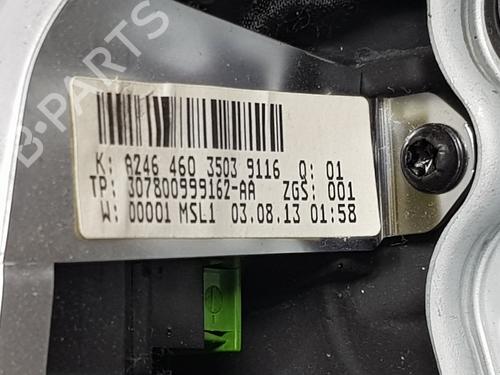 B-PARTS
K: A246 460 3503 9116 Q: 01
TP: 307800999162-AA ZGS: 001
W: 00001 MSL1 03.08.13 01:58